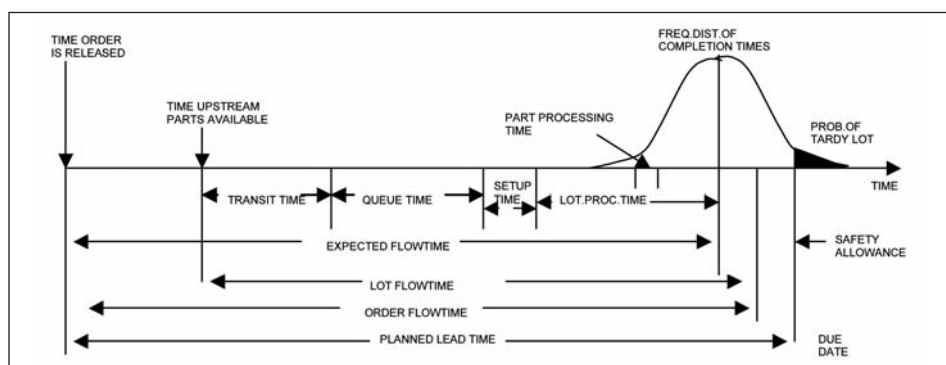 TIME ORDER
IS RELEASED
FREQ.DIST.OF
COMPLETION TIMES
TIME UPSTREAM
PARTS AVAILABLE
PART PROCESSING
TIME
PROB.OF
TARDY LOT
TIME
TRANSIT TIME
QUEUE TIME
SETUP
TIME
LOT.PROC.TIME
EXPECTED FLOWTIME
SAFETY
ALLOWANCE
LOT FLOWTIME
ORDER FLOWTIME
PLANNED LEAD TIME
DUE
DATE